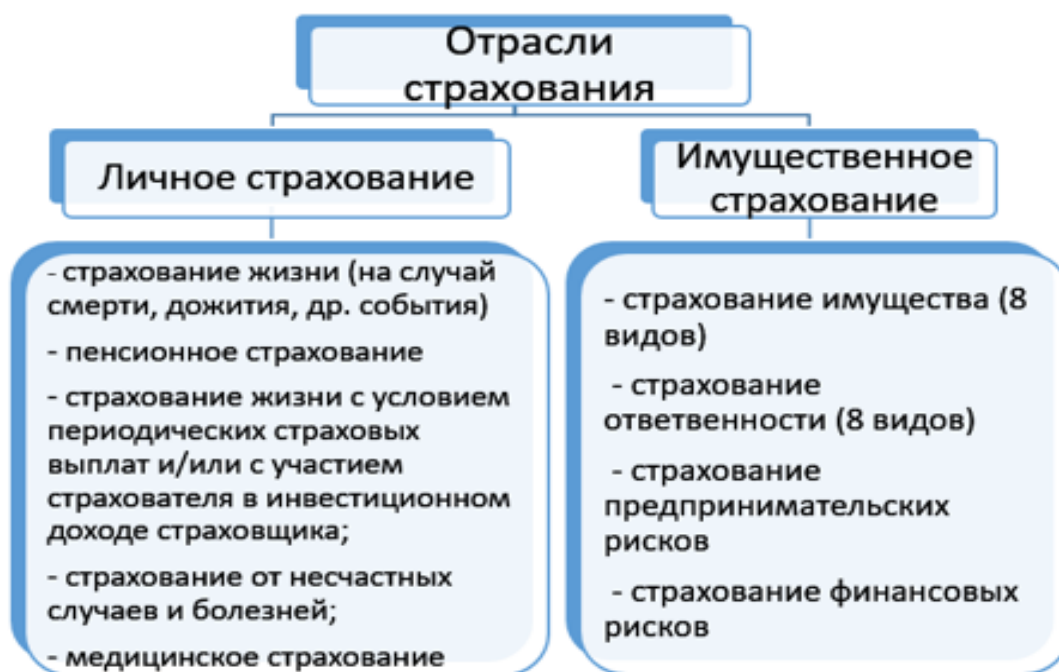 Отрасли
страхования
Личное страхование
Имущественное
страхование
- страхование жизни (на случай
смерти, дожития, др. события)
- пенсионное страхование
- страхование жизни с условием
периодических страховых
выплат и/или с участием
страхователя в инвестиционном
доходе страховщика;
- страхование от несчастных
случаев и болезней;
- медицинское страхование
- страхование имущества (8
видов)
- страхование
ответвенности (8 видов)
- страхование
предпринимательских
рисков
- страхование финансовых
рисков